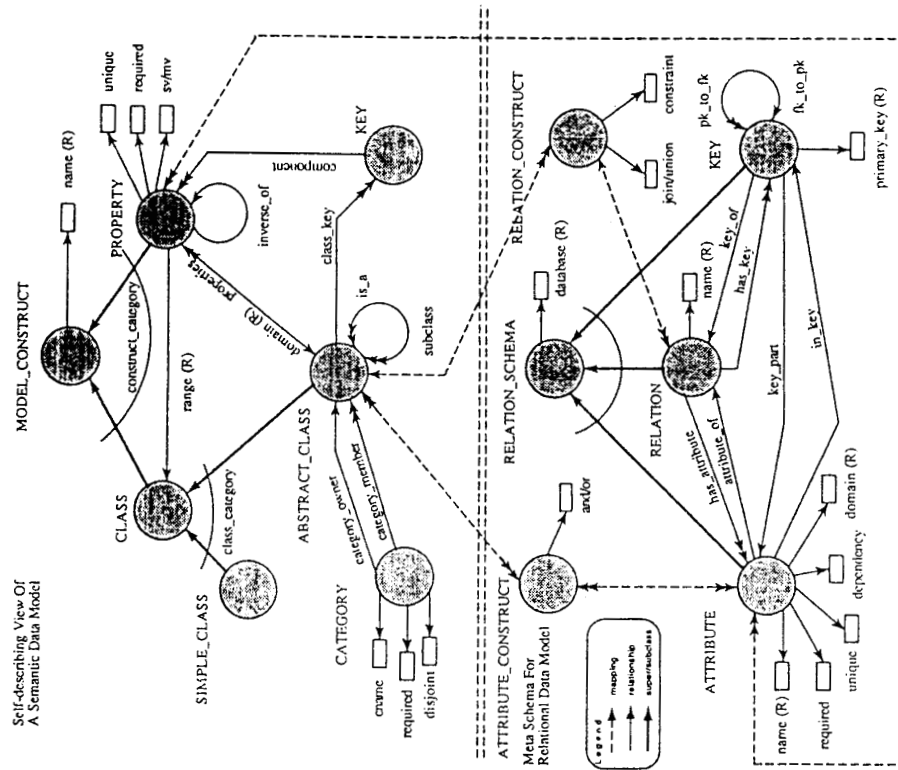 Self-describing View Of
A Semantic Data Model
MODEL_CONSTRUCT
name (R)
construct_category
PROPERTY
unique
required
sv/mv
inverse_of
CLASS
range (R)
class_category
SIMPLE_CLASS
properties
domain (R)
component
KEY
class_key
is_a
subclass
ABSTRACT_CLASS
category_owner
category_member
CATEGORY
cname
required
disjoint
ATTRIBUTE_CONSTRUCT
and/or
Meta Schema For
Relational Data Model
Legend
mapping
relationship
super/subclass
RELATION_SCHEMA
database (R)
RELATION_CONSTRUCT
join/union
constraint
RELATION
name (R)
has_attribute
attribute_of
key_of
has_key
KEY
pk_to_fk
fk_to_pk
primary_key (R)
key_part
in_key
ATTRIBUTE
name (R)
required
unique
dependency
domain (R)